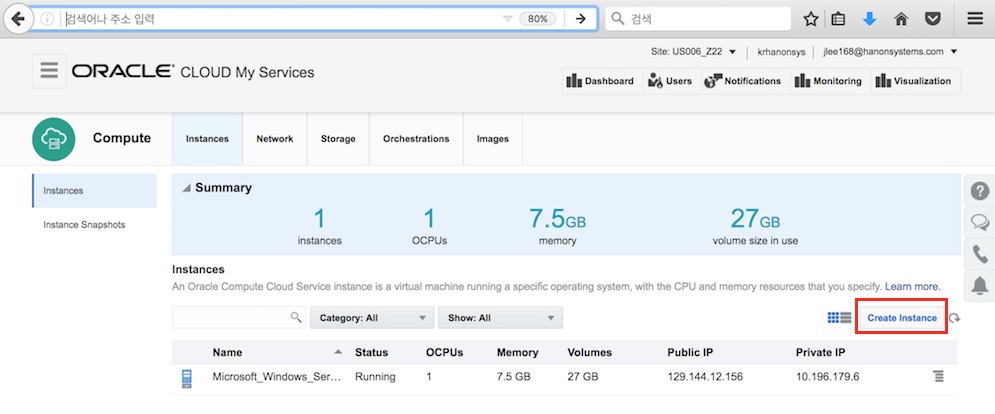 검색어나 주소 입력 80% 검색
Site: US006_Z22 krhanonsys jlee168@hanonsystems.com
ORACLE CLOUD My Services
Dashboard Users Notifications Monitoring Visualization
Compute Instances Network Storage Orchestrations Images
Instances
Instance Snapshots
Summary
1 1 7.5GB 27GB
instances OCPUs memory volume size in use
Instances
An Oracle Compute Cloud Service instance is a virtual machine running a specific operating system, with the CPU and memory resources that you specify. Learn more.
Category: All Show: All Create Instance
Name Status OCPUs Memory Volumes Public IP Private IP
Microsoft_Windows_Ser... Running 1 7.5 GB 27 GB 129.144.12.156 10.196.179.6